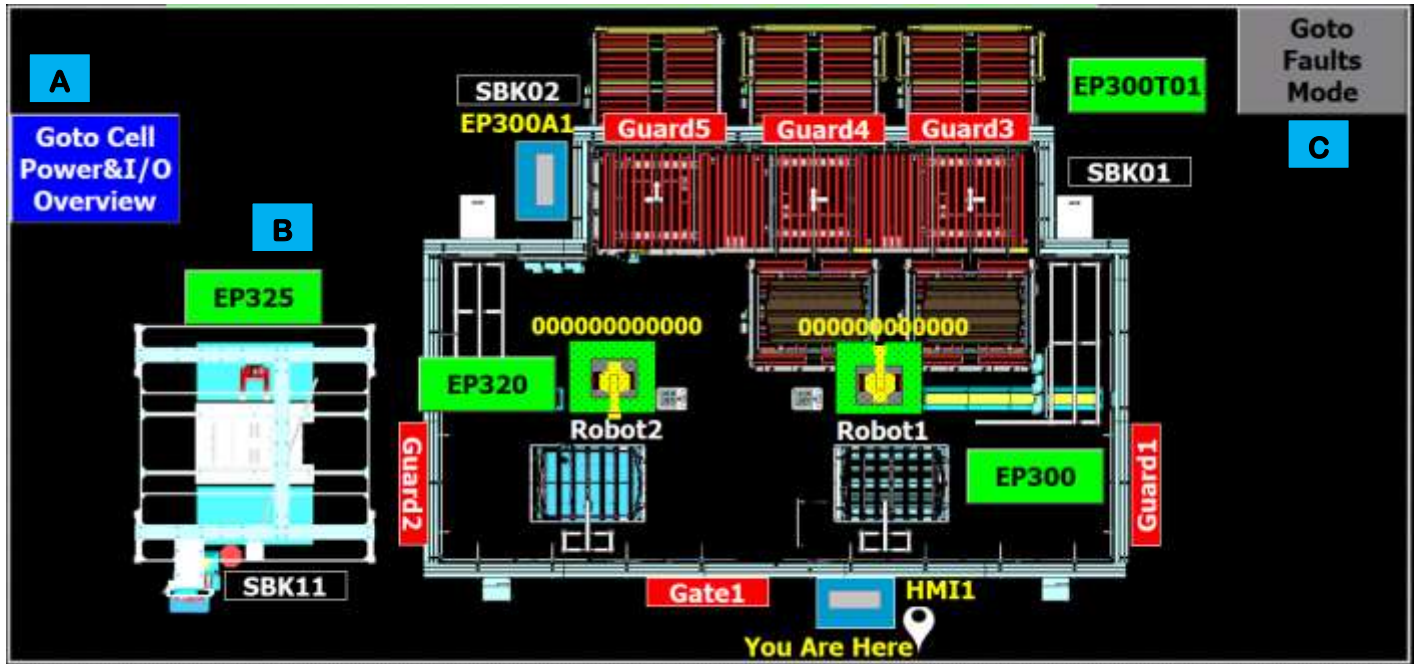 Goto
Faults
Mode
A
SBK02
EP300T01
EP300A1
Guard5
Guard4
Guard3
Goto Cell
Power&I/O
Overview
C
SBK01
B
EP325
000000000000
000000000000
EP320
Robot2
Robot1
Guard2
EP300
Guard1
SBK11
Gate1
HMI1
You Are Here